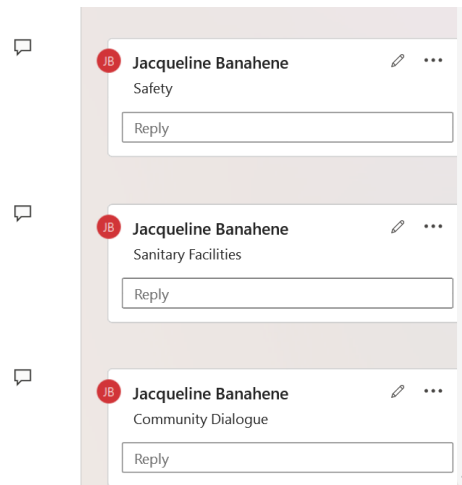 JB Jacqueline Banahene
Safety
Reply
JB Jacqueline Banahene
Sanitary Facilities
Reply
JB Jacqueline Banahene
Community Dialogue
Reply